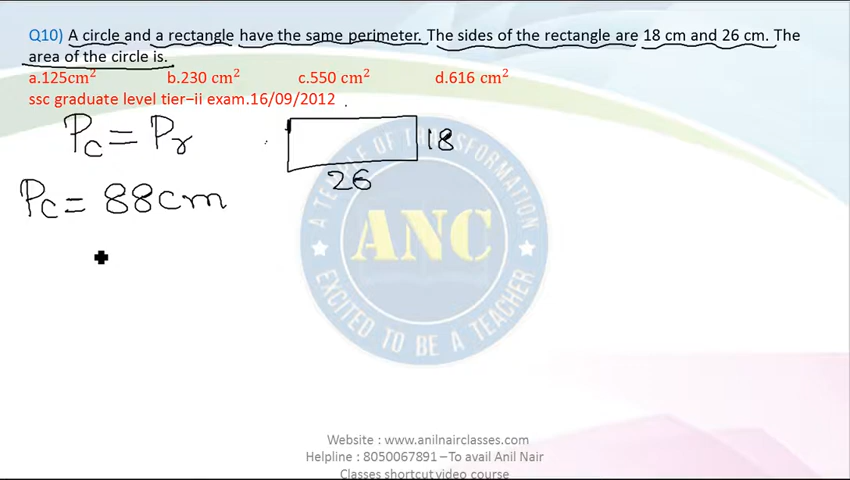 Q10) A circle and a rectangle have the same perimeter. The sides of the rectangle are 18 cm and 26 cm. The
area of the circle is.
a.125cm² b.230 cm² c.550 cm² d.616 cm²
ssc graduate level tier–ii exam.16/09/2012 .
Pc = Pr
18
26
Pc = 88cm
A TEMPLE OF TRANSFORMATION
ANC
EXCITED TO BE A TEACHER
Website : www.anilnairclasses.com
Helpline : 8050067891 –To avail Anil Nair
Classes shortcut video course